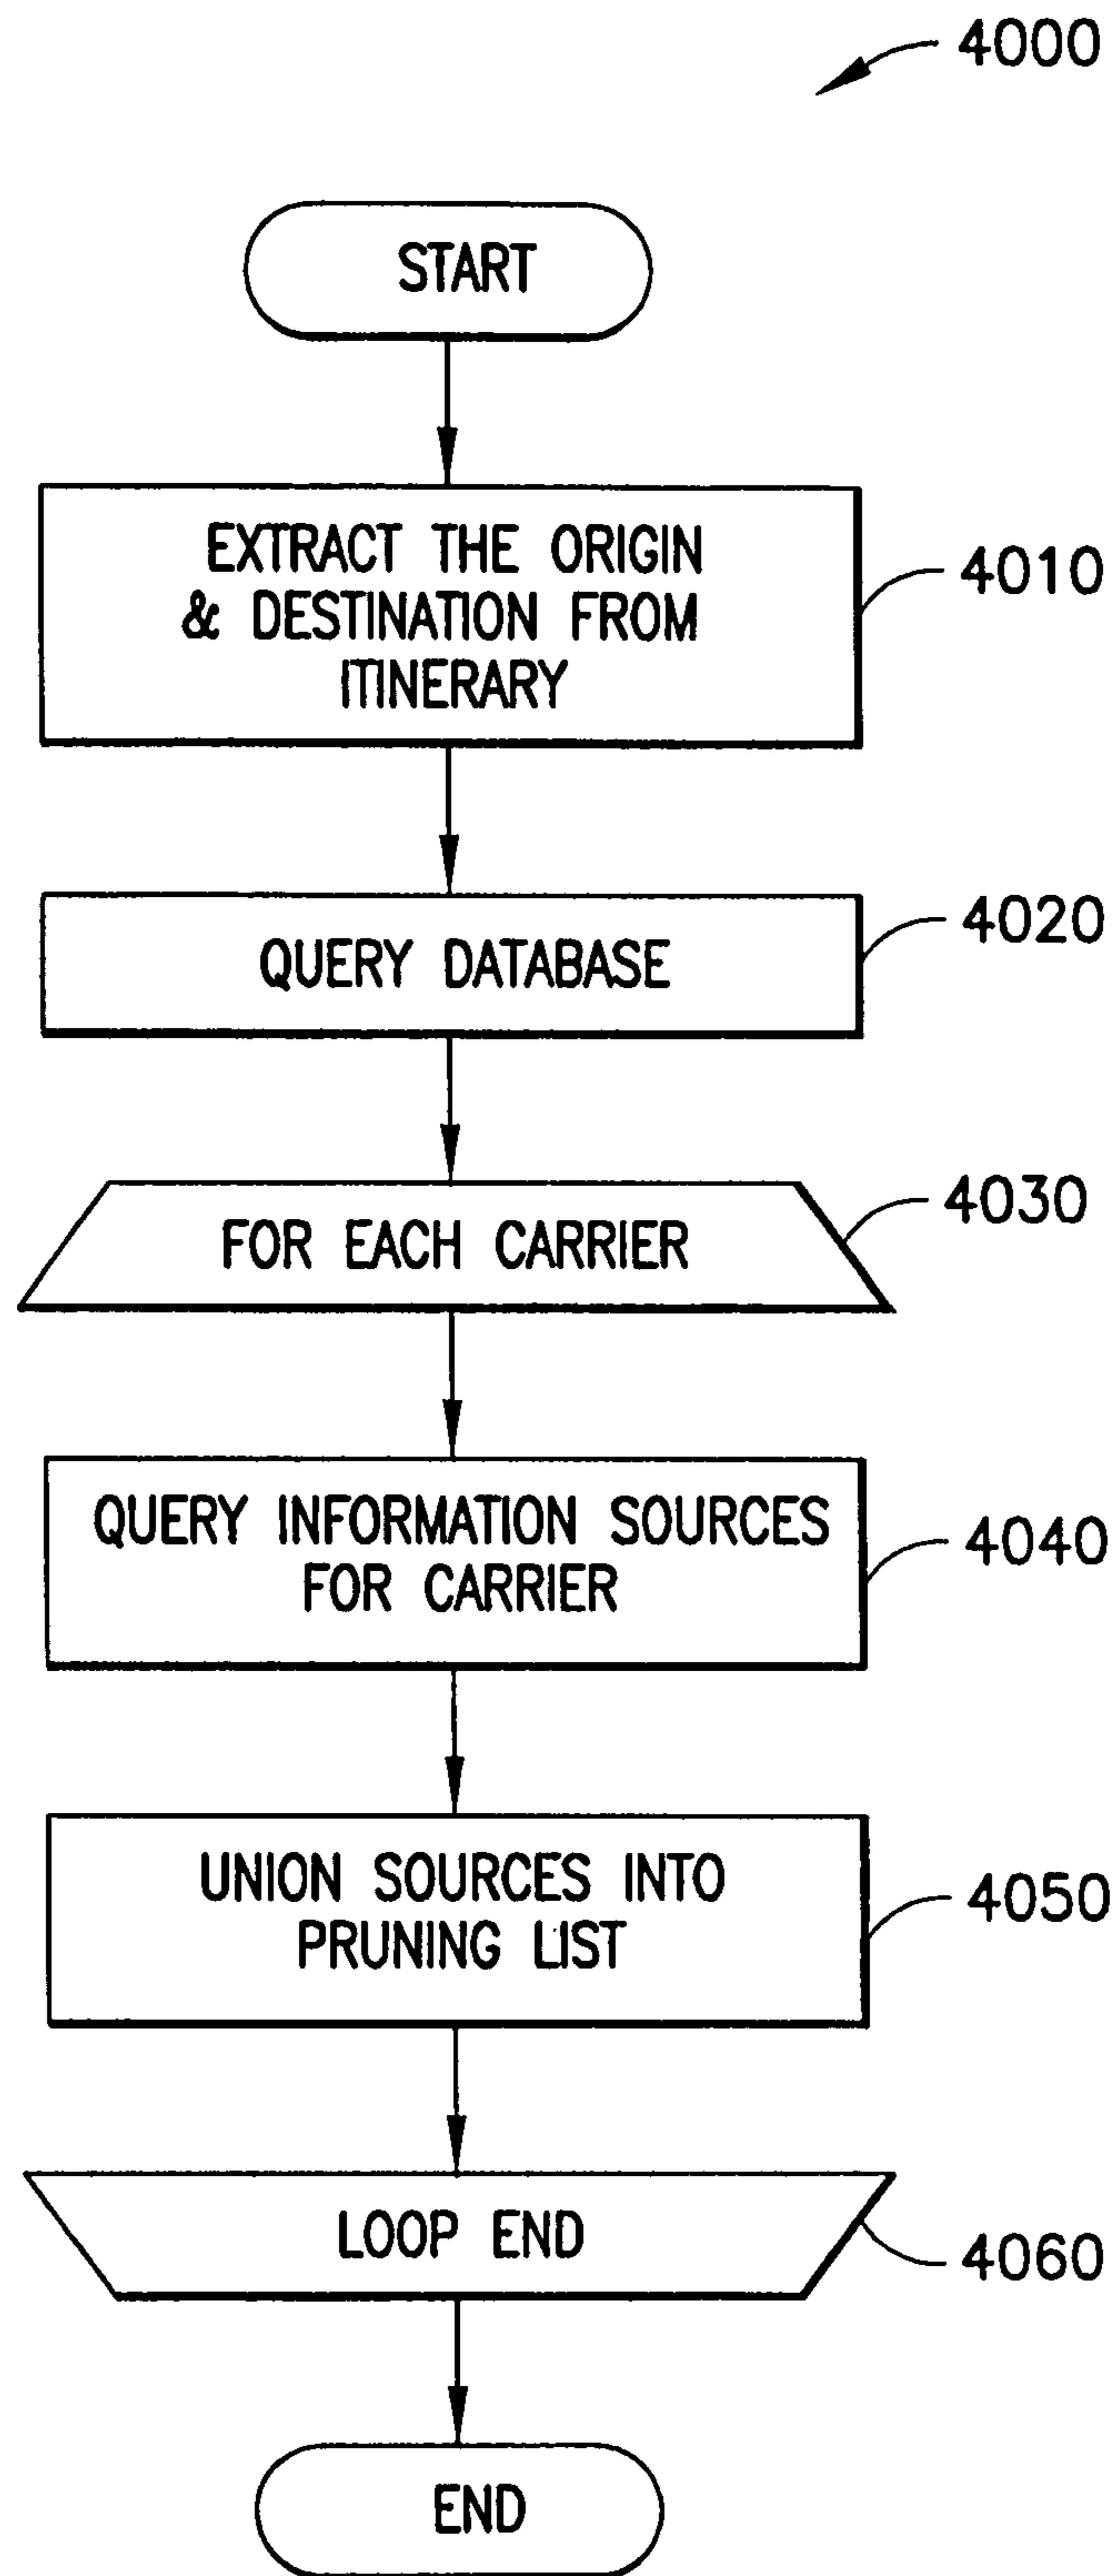 4000
START
EXTRACT THE ORIGIN
& DESTINATION FROM
ITINERARY
4010
QUERY DATABASE
4020
FOR EACH CARRIER
4030
QUERY INFORMATION SOURCES
FOR CARRIER
4040
UNION SOURCES INTO
PRUNING LIST
4050
LOOP END
4060
END